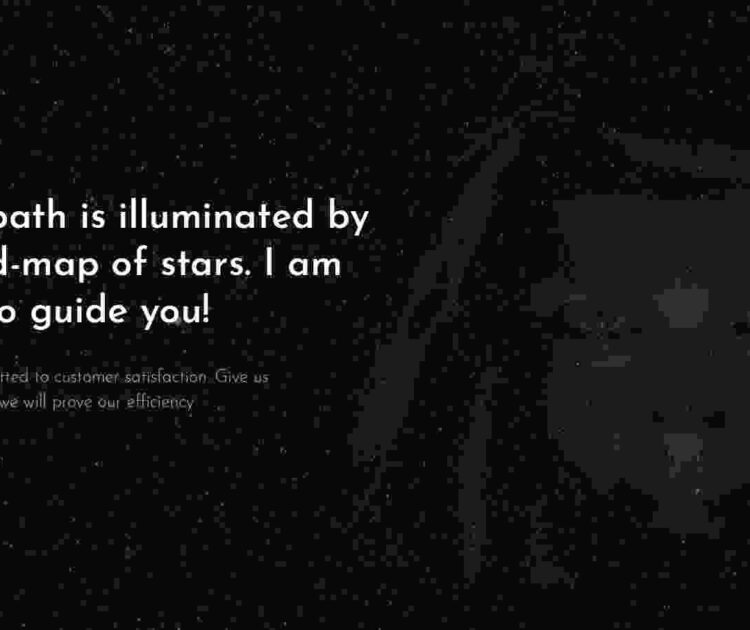 path is illuminated by
d-map of stars. I am
o guide you!
tted to customer satisfaction. Give us
we will prove our efficiency